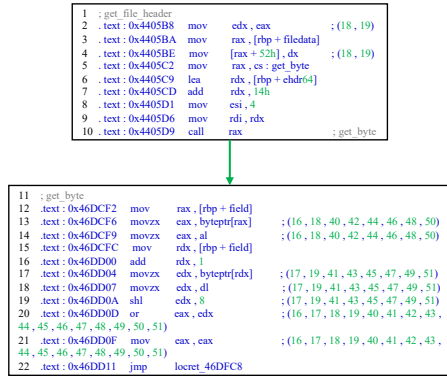 1 ; get_file_header
2 . text : 0x4405B8 mov edx , eax ; (18 , 19)
3 . text : 0x4405BA mov rax , [rbp + filedata]
4 . text : 0x4405BE mov [rax + 52h] , dx ; (18 , 19)
5 . text : 0x4405C2 mov rax , cs : get_byte
6 . text : 0x4405C9 lea rdx , [rbp + ehdr64]
7 . text : 0x4405CD add rdx , 14h
8 . text : 0x4405D1 mov esi , 4
9 . text : 0x4405D6 mov rdi , rdx
10 . text : 0x4405D9 call rax ; get_byte
11 ; get_byte
12 .text : 0x46DCF2 mov rax , [rbp + field]
13 .text : 0x46DCF6 movzx eax , byteptr[rax] ; (16 , 18 , 40 , 42 , 44 , 46 , 48 , 50)
14 .text : 0x46DCF9 movzx eax , al ; (16 , 18 , 40 , 42 , 44 , 46 , 48 , 50)
15 .text : 0x46DCFC mov rdx , [rbp + field]
16 .text : 0x46DD00 add rdx , 1
17 .text : 0x46DD04 movzx edx , byteptr[rdx] ; (17 , 19 , 41 , 43 , 45 , 47 , 49 , 51)
18 .text : 0x46DD07 movzx edx , dl ; (17 , 19 , 41 , 43 , 45 , 47 , 49 , 51)
19 .text : 0x46DD0A shl edx , 8 ; (17 , 19 , 41 , 43 , 45 , 47 , 49 , 51)
20 .text : 0x46DD0D or eax , edx ; (16 , 17 , 18 , 19 , 40 , 41 , 42 , 43 ,
44 , 45 , 46 , 47 , 48 , 49 , 50 , 51)
21 .text : 0x46DD0F mov eax , eax ; (16 , 17 , 18 , 19 , 40 , 41 , 42 , 43 ,
44 , 45 , 46 , 47 , 48 , 49 , 50 , 51)
22 .text : 0x46DD11 jmp locret_46DFC8